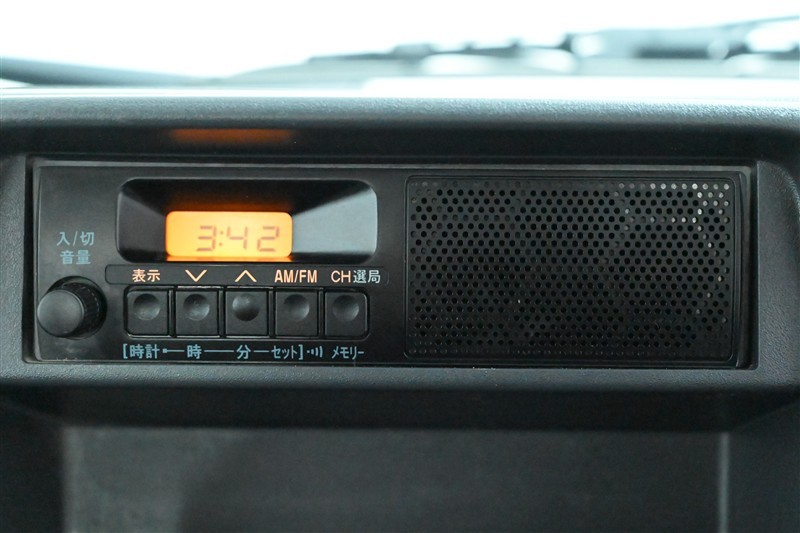 入/切
音量
3:42
表示 AM/FM CH選局
[時計 時 分 セット] メモリー